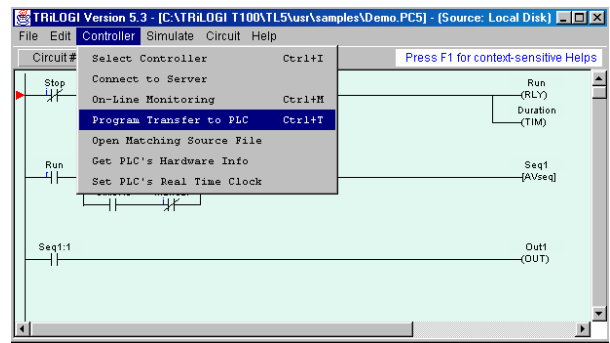 TRiLOGI Version 5.3 - [C:\TRiLOGI T100\TL5\usr\samples\Demo.PC5] - (Source: Local Disk)
File Edit Controller Simulate Circuit Help
Circuit# Press F1 for context-sensitive Helps
Select Controller Ctrl+I
Connect to Server
On-Line Monitoring Ctrl+M
Program Transfer to PLC Ctrl+T
Open Matching Source File
Get PLC's Hardware Info
Set PLC's Real Time Clock
Stop Run
(RLY)
Duration
(TIM)
Run Seq1
[AVseq]
Seq1:1 Out1
(OUT)